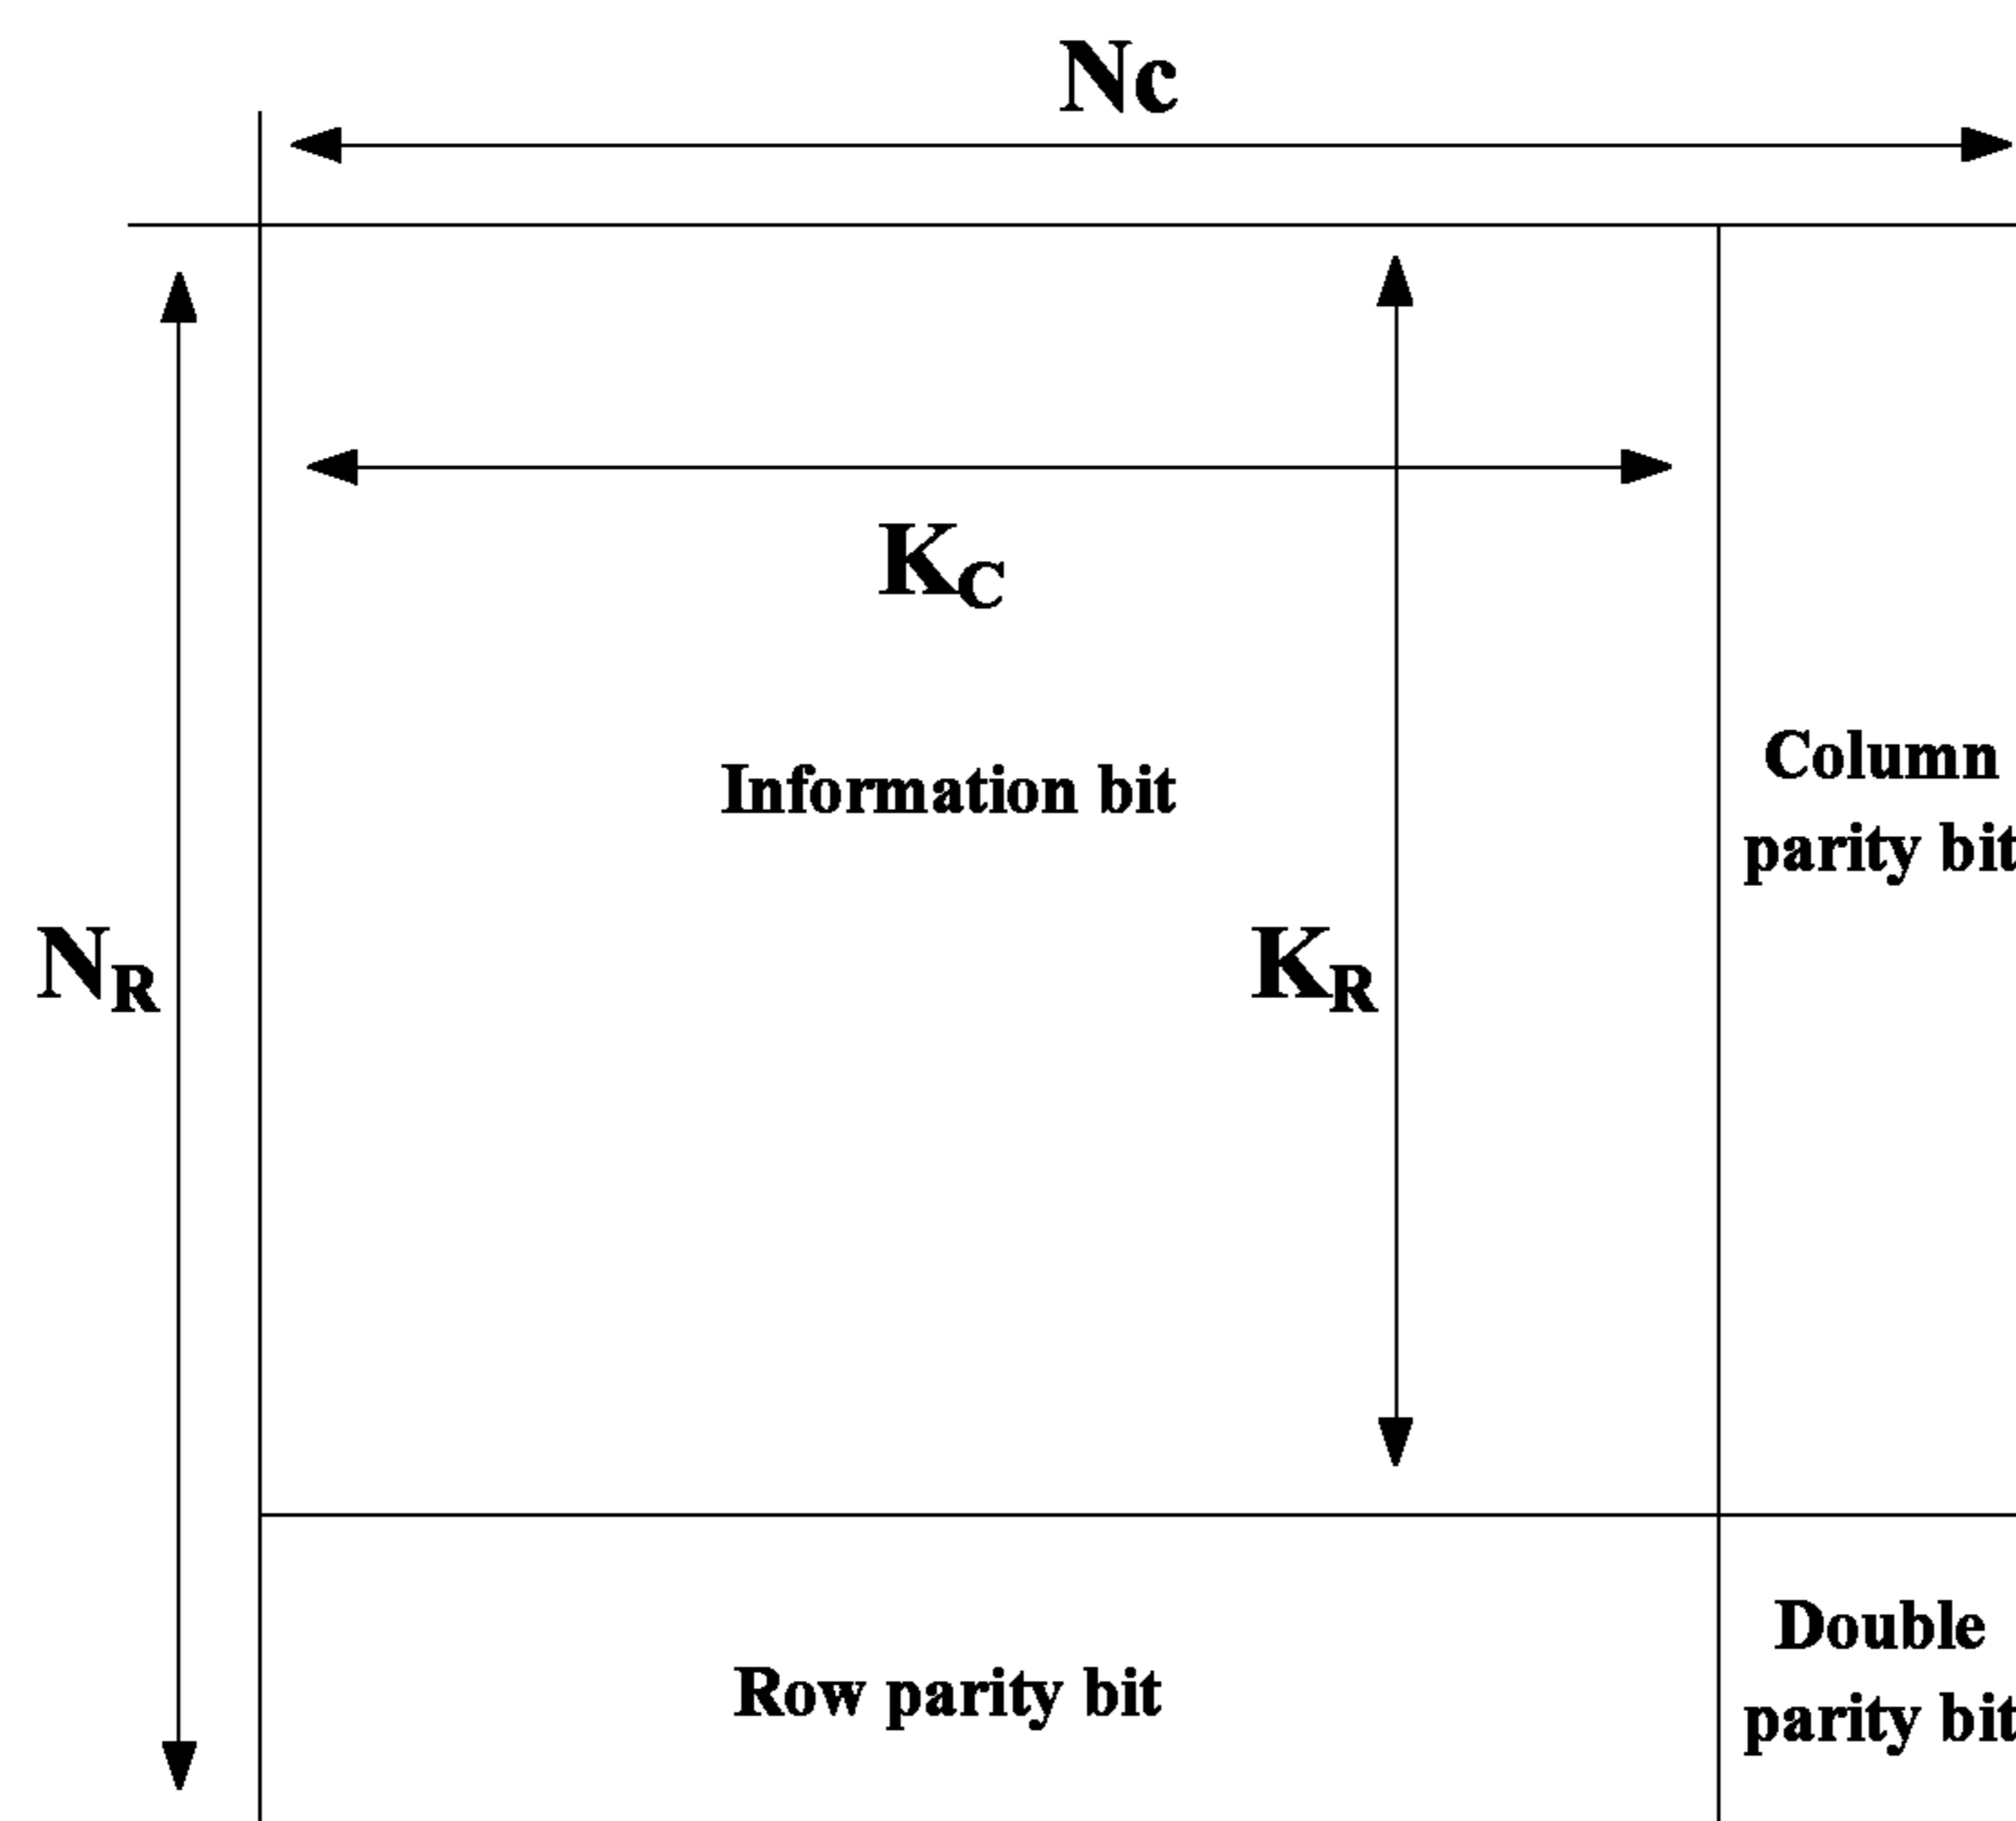 Nc
KC
Information bit
Column
parity bit
NR
KR
Row parity bit
Double
parity bit